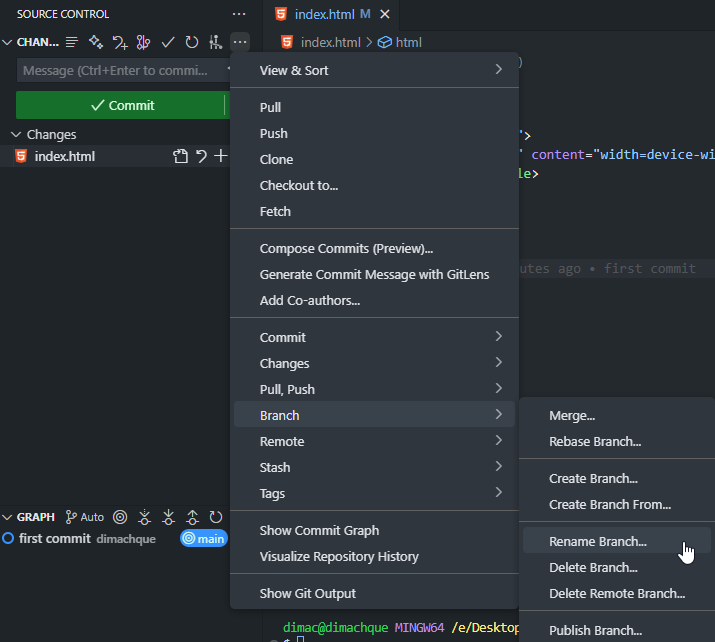 SOURCE CONTROL
index.html M
CHAN...
index.html > html
Message (Ctrl+Enter to commi...
Commit
Changes
index.html
View & Sort
Pull
Push
Clone
Checkout to...
Fetch
Compose Commits (Preview)...
Generate Commit Message with GitLens
Add Co-authors...
Commit
Changes
Pull, Push
Branch
Remote
Stash
Tags
Show Commit Graph
Visualize Repository History
Show Git Output
">
" content="width=device-wi
le>
utes ago • first commit
Merge...
Rebase Branch...
Create Branch...
Create Branch From...
Rename Branch...
Delete Branch...
Delete Remote Branch...
Publish Branch...
GRAPH Auto
first commit dimachque main
dimac@dimachque MINGW64 /e/Desktop
$